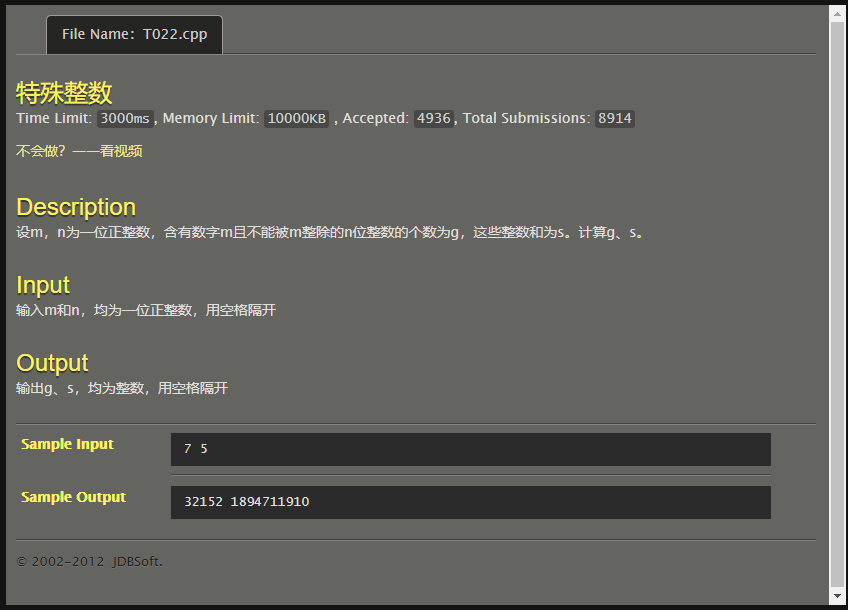 File Name: T022.cpp
特殊整数
Time Limit: 3000ms, Memory Limit: 10000KB , Accepted: 4936, Total Submissions: 8914
不会做？——看视频
Description
设m，n为一位正整数，含有数字m且不能被m整除的n位整数的个数为g，这些整数和为s。计算g、s。
Input
输入m和n，均为一位正整数，用空格隔开
Output
输出g、s，均为整数，用空格隔开
Sample Input
7 5
Sample Output
32152 1894711910
© 2002-2012 JDBSoft.